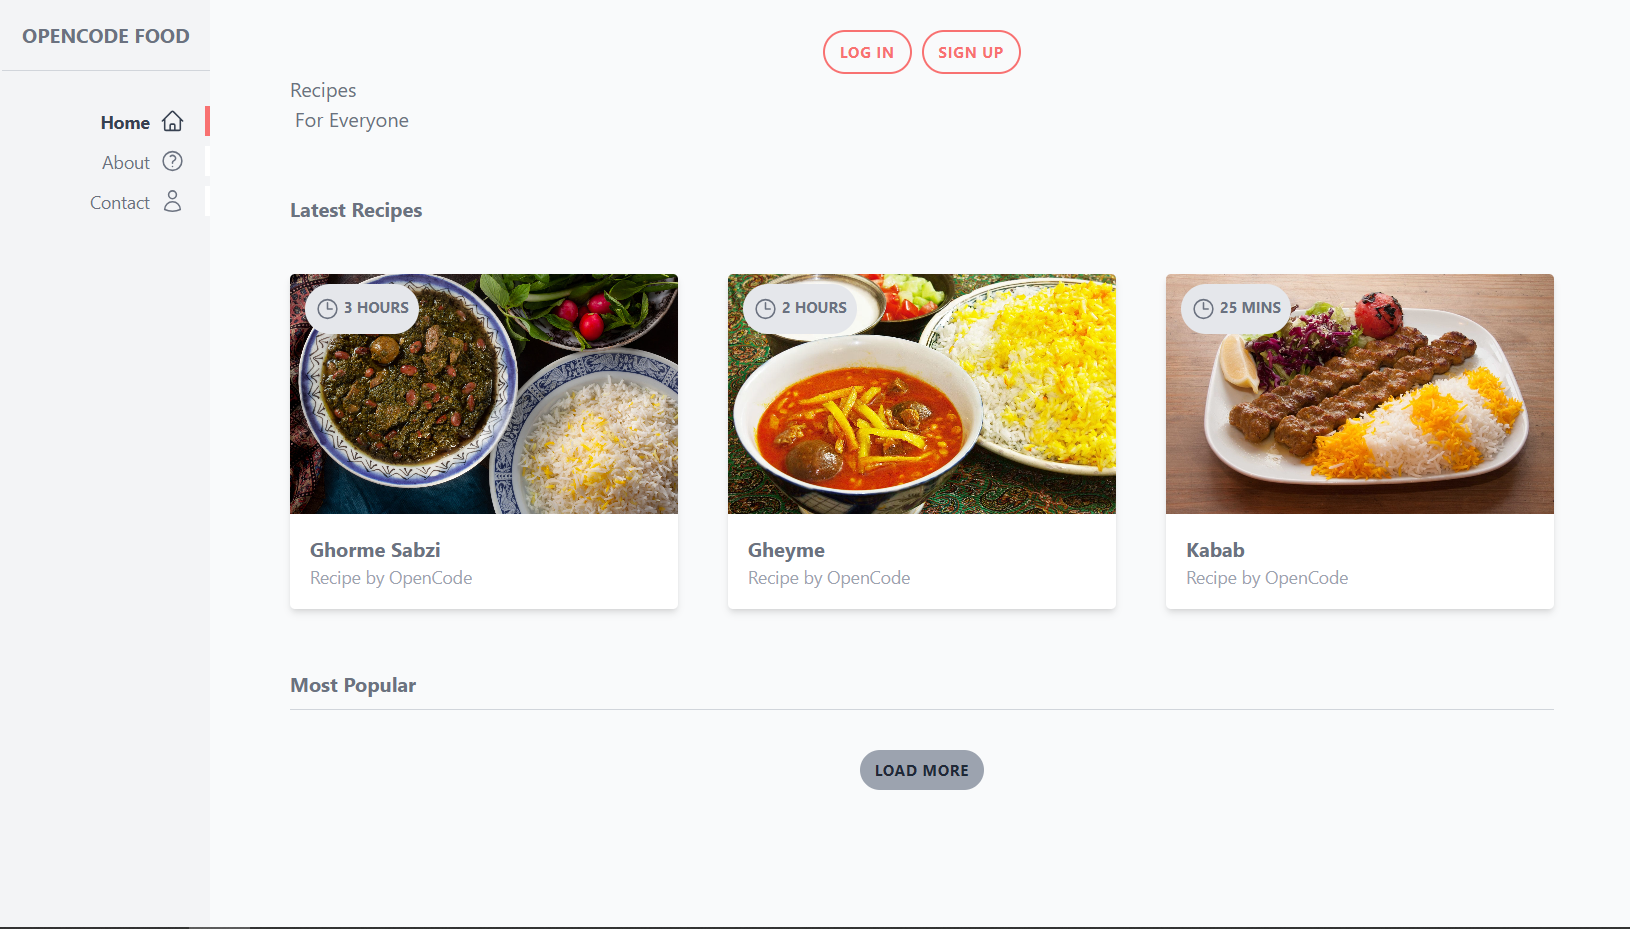 OPENCODE FOOD
Home
About
Contact
LOG IN
SIGN UP
Recipes
For Everyone
Latest Recipes
3 HOURS
Ghorme Sabzi
Recipe by OpenCode
2 HOURS
Gheyme
Recipe by OpenCode
25 MINS
Kabab
Recipe by OpenCode
Most Popular
LOAD MORE